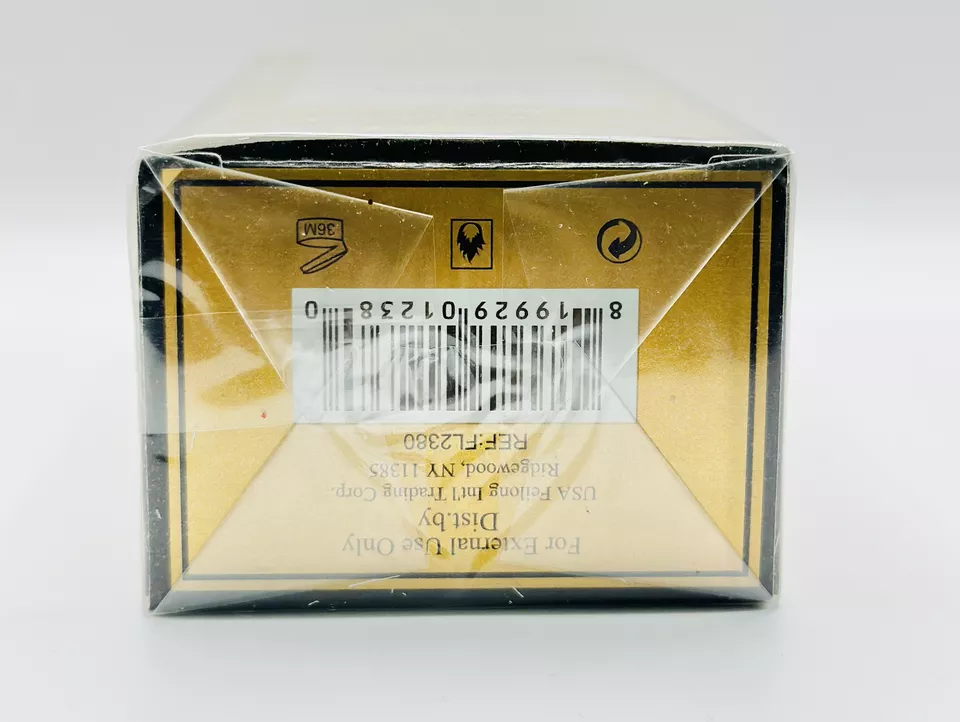 For External Use Only
Dist.by
USA Feilong Int'l Trading Corp.
Ridgewood, NY 11385
REF:FL2380
8 19929 01238 0
36M